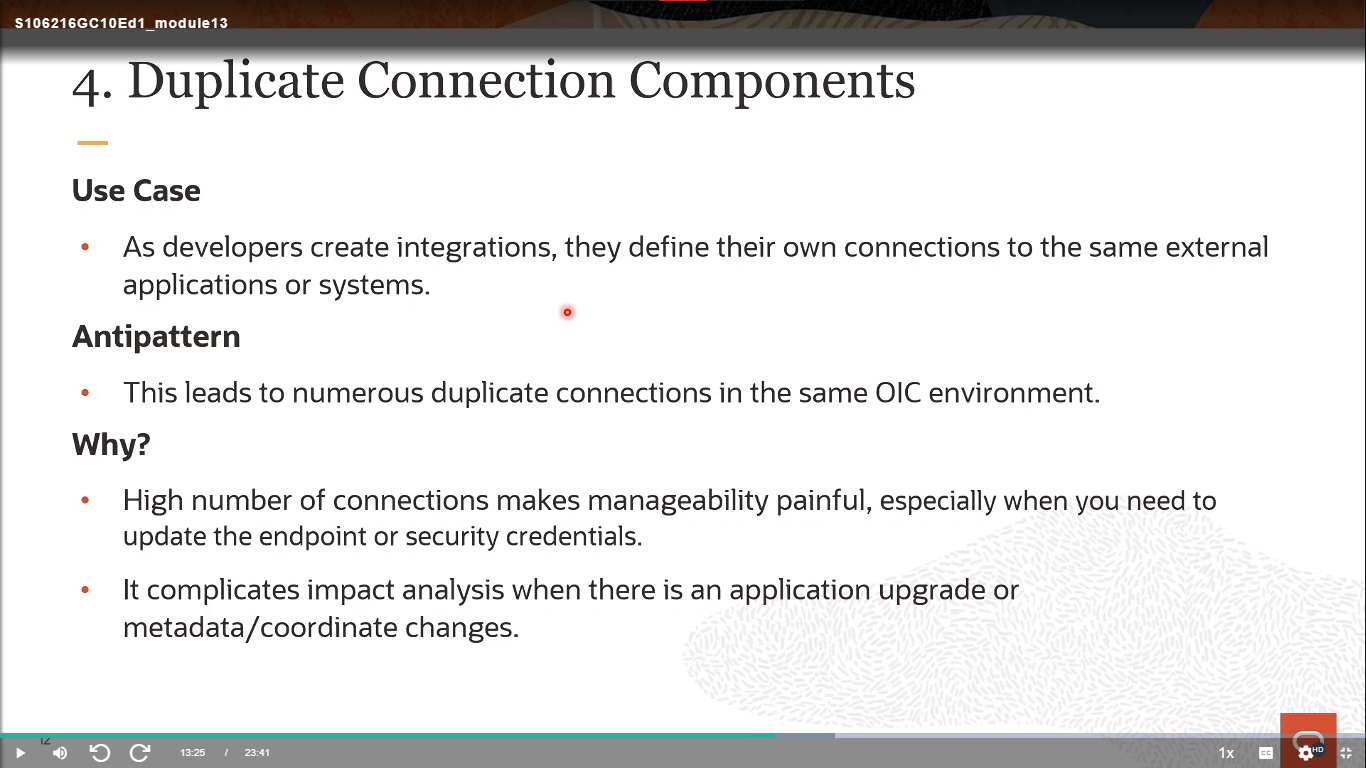 S106216GC10Ed1_module13
4. Duplicate Connection Components
Use Case
• As developers create integrations, they define their own connections to the same external
applications or systems.
Antipattern
• This leads to numerous duplicate connections in the same OIC environment.
Why?
• High number of connections makes manageability painful, especially when you need to
update the endpoint or security credentials.
• It complicates impact analysis when there is an application upgrade or
metadata/coordinate changes.
12
13:25 / 23:41 1x CC HD